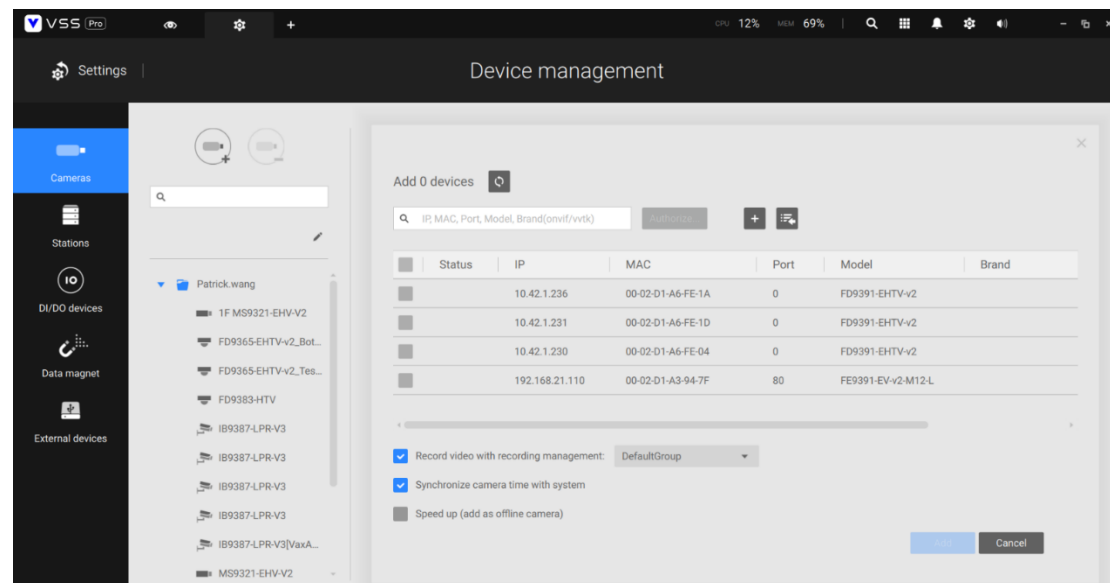 VSS Pro
CPU 12% MEM 69%
Settings
Device management
Cameras
Stations
IO
DI/DO devices
Data magnet
External devices
Patrick.wang
1F MS9321-EHV-V2
FD9365-EHTV-v2_Bot...
FD9365-EHTV-v2_Tes...
FD9383-HTV
IB9387-LPR-V3
IB9387-LPR-V3
IB9387-LPR-V3
IB9387-LPR-V3
IB9387-LPR-V3[VaxA...
MS9321-EHV-V2
Add 0 devices
IP, MAC, Port, Model, Brand(onvif/vvtk) Authorize...
Status IP MAC Port Model Brand
10.42.1.236 00-02-D1-A6-FE-1A 0 FD9391-EHTV-v2
10.42.1.231 00-02-D1-A6-FE-1D 0 FD9391-EHTV-v2
10.42.1.230 00-02-D1-A6-FE-04 0 FD9391-EHTV-v2
192.168.21.110 00-02-D1-A3-94-7F 80 FE9391-EV-v2-M12-L
Record video with recording management: DefaultGroup
Synchronize camera time with system
Speed up (add as offline camera)
Add Cancel